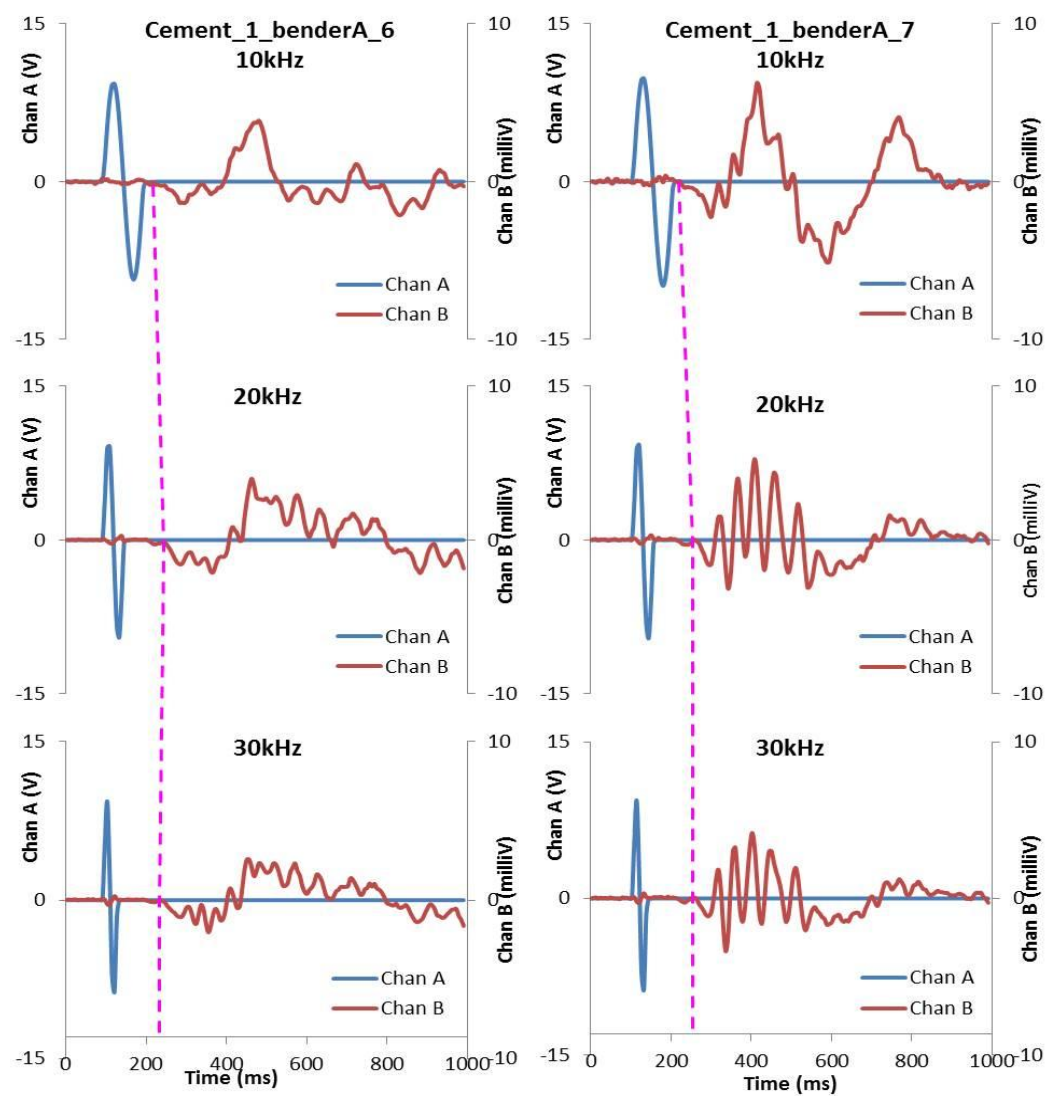 Cement_1_benderA_6
10kHz
15
10
Chan A (V)
Chan B (milliV)
0
0
Chan A
Chan B
-15
-10
20kHz
15
10
Chan A (V)
Chan B (milliV)
0
0
Chan A
Chan B
-15
-10
30kHz
15
10
Chan A (V)
Chan B (milliV)
0
0
Chan A
Chan B
-15
-10
0 200 400 600 800 1000
Time (ms)
Cement_1_benderA_7
10kHz
15
10
Chan A (V)
Chan B (milliV)
0
0
Chan A
Chan B
-15
-10
20kHz
15
10
Chan A (V)
Chan B (milliV)
0
0
Chan A
Chan B
-15
-10
30kHz
15
10
Chan A (V)
Chan B (milliV)
0
0
Chan A
Chan B
-15
-10
0 200 400 600 800 1000
Time (ms)